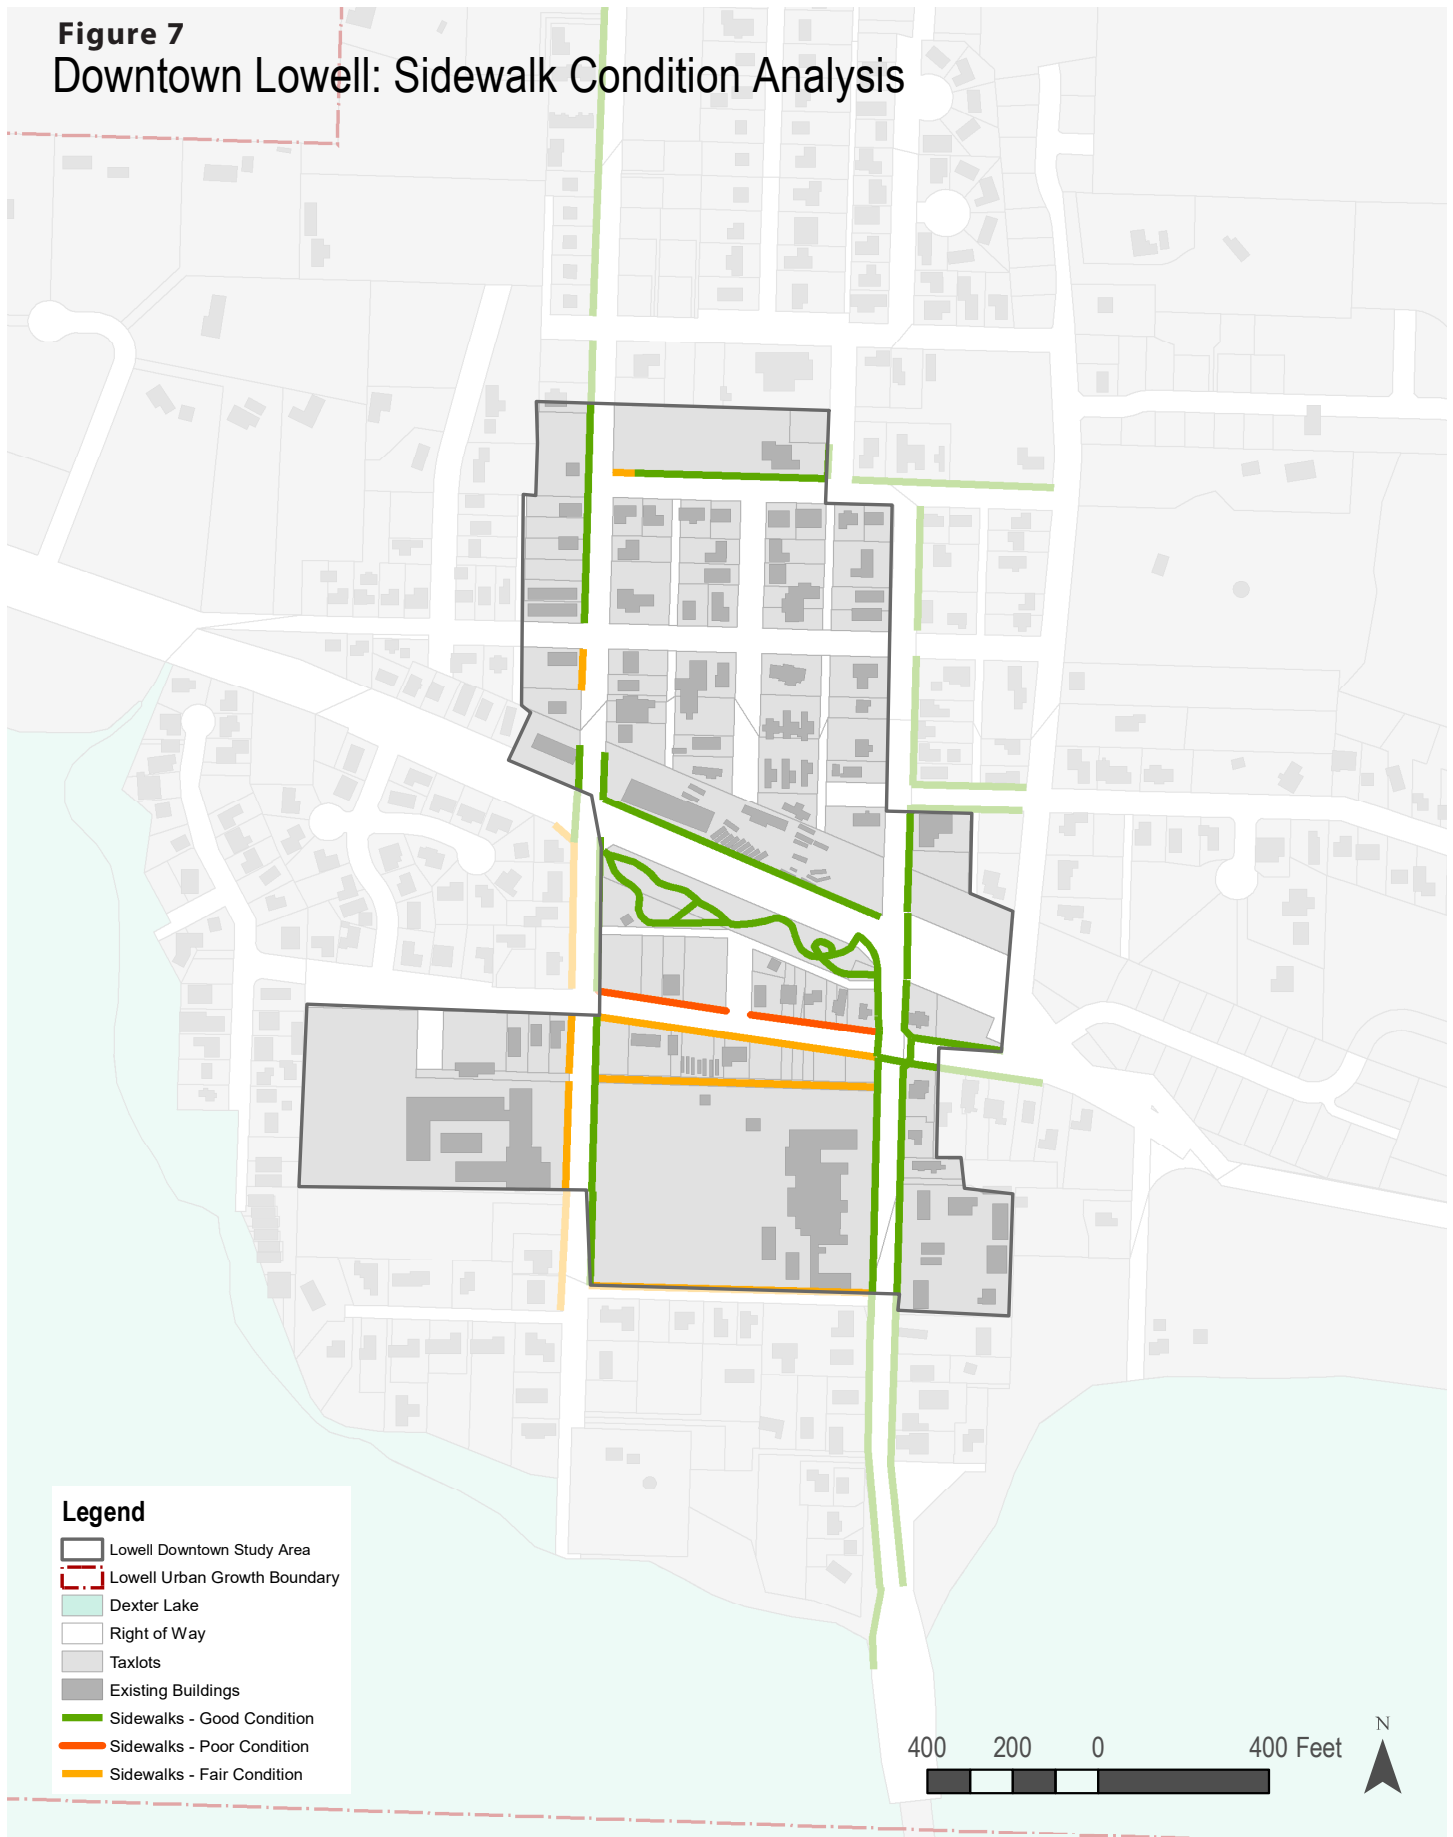 Figure 7
Downtown Lowell: Sidewalk Condition Analysis
Legend
Lowell Downtown Study Area
Lowell Urban Growth Boundary
Dexter Lake
Right of Way
Taxlots
Existing Buildings
Sidewalks - Good Condition
Sidewalks - Poor Condition
Sidewalks - Fair Condition
400 200 0 400 Feet
N